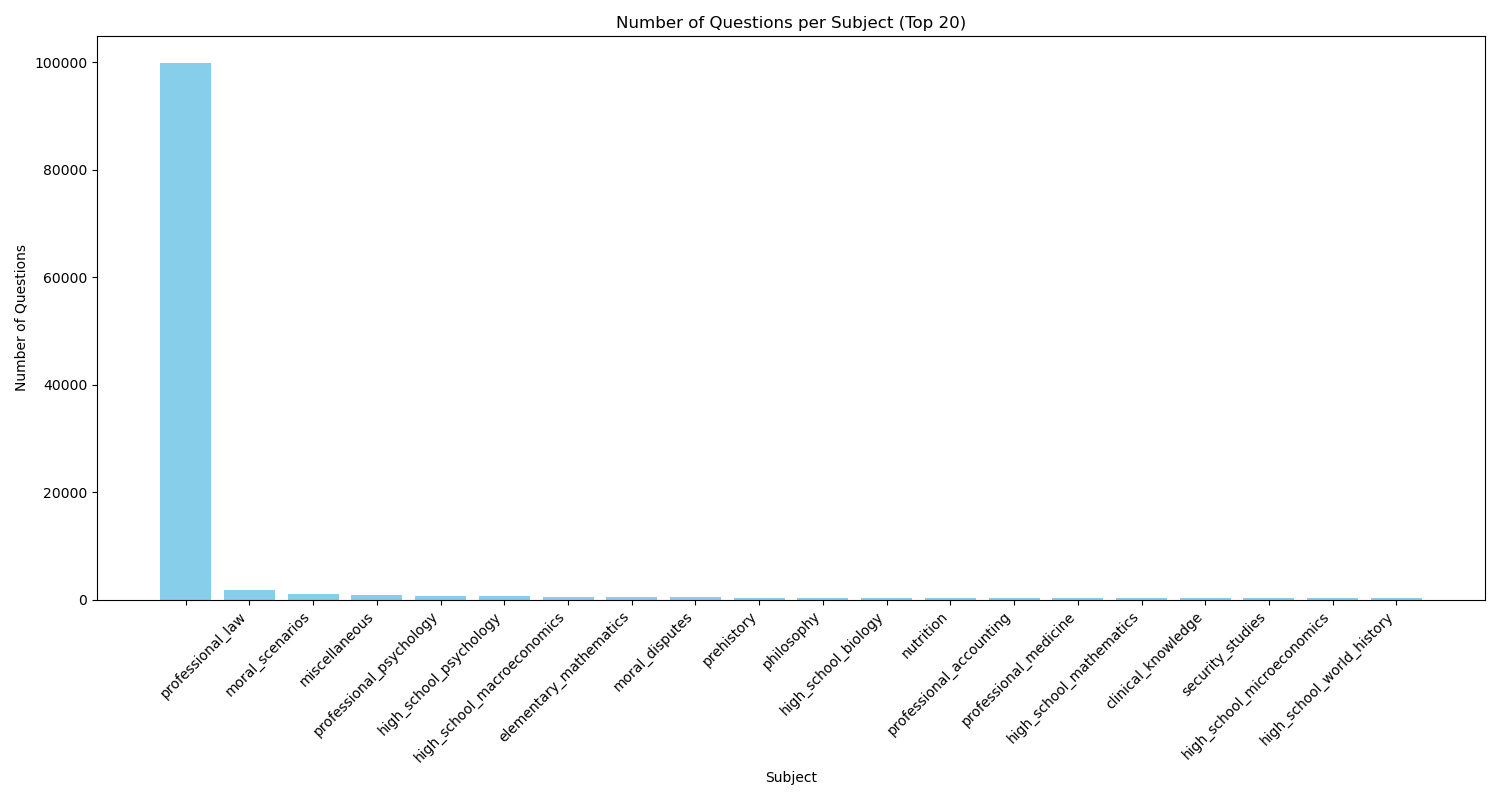 Number of Questions per Subject (Top 20)
100000
80000
60000
40000
20000
0
Number of Questions
professional_law
moral_scenarios
miscellaneous
professional_psychology
high_school_psychology
high_school_macroeconomics
elementary_mathematics
moral_disputes
prehistory
philosophy
high_school_biology
nutrition
professional_accounting
professional_medicine
high_school_mathematics
clinical_knowledge
security_studies
high_school_microeconomics
high_school_world_history
Subject